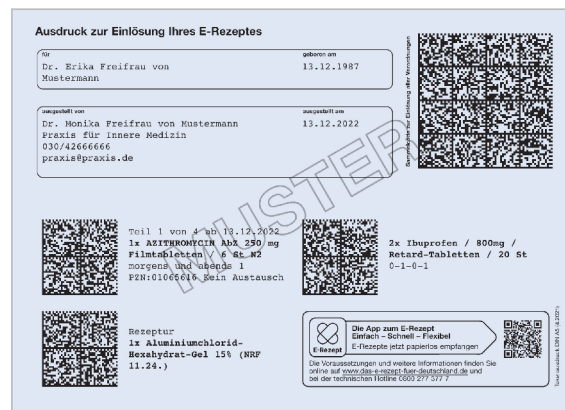 Ausdruck zur Einlösung Ihres E-Rezeptes
für
geboren am
Dr. Erika Freifrau von
Mustermann
13.12.1987
ausgestellt von
ausgestellt am
Dr. Monika Freifrau von Mustermann
13.12.2022
Praxis für Innere Medizin
030/42666666
praxis@praxis.de
Sammelcode zur Einlösung aller Verordnungen
MUSTER
Teil 1 von 4 ab 13.12.2022
1x AZITHROMYCIN AbZ 250 mg
Filmtabletten / 6 St N2
morgens und abends 1
PZN:01065616 Kein Austausch
2x Ibuprofen / 800mg /
Retard-Tabletten / 20 St
0-1-0-1
Rezeptur
1x Aluminiumchlorid-
Hexahydrat-Gel 15% (NRF
11.24.)
E-Rezept
Die App zum E-Rezept
Einfach – Schnell – Flexibel
E-Rezepte jetzt papierlos empfangen
Die Voraussetzungen und weitere Informationen finden Sie
online auf www.das-e-rezept-fuer-deutschland.de und
bei der technischen Hotline 0800 277 377 7